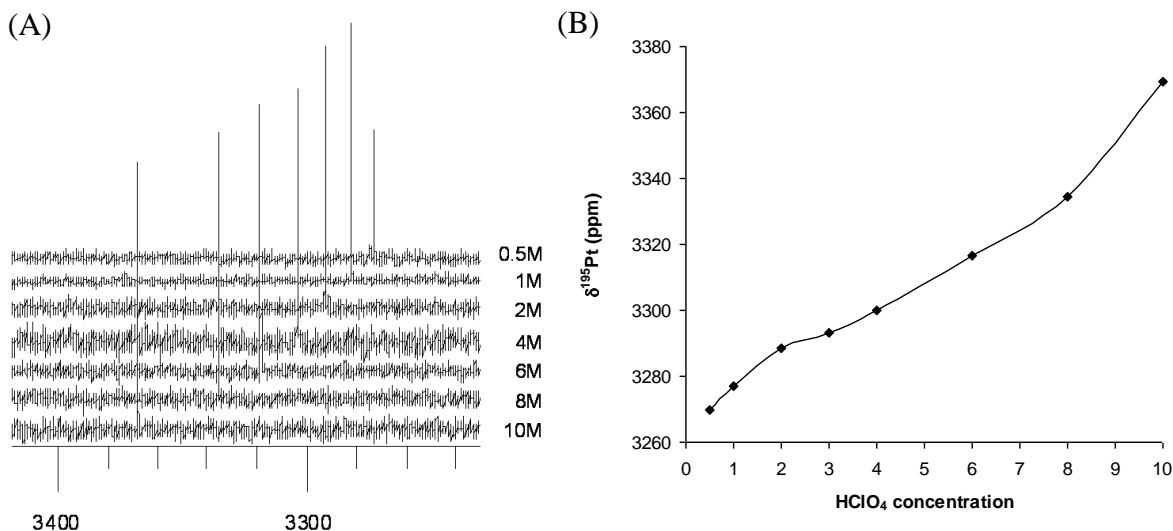 (A)
0.5M
1M
2M
4M
6M
8M
10M
3400
3300
(B)
3380
3360
3340
3320
3300
3280
3260
δ¹⁹⁵Pt (ppm)
0 1 2 3 4 5 6 7 8 9 10
HClO₄ concentration